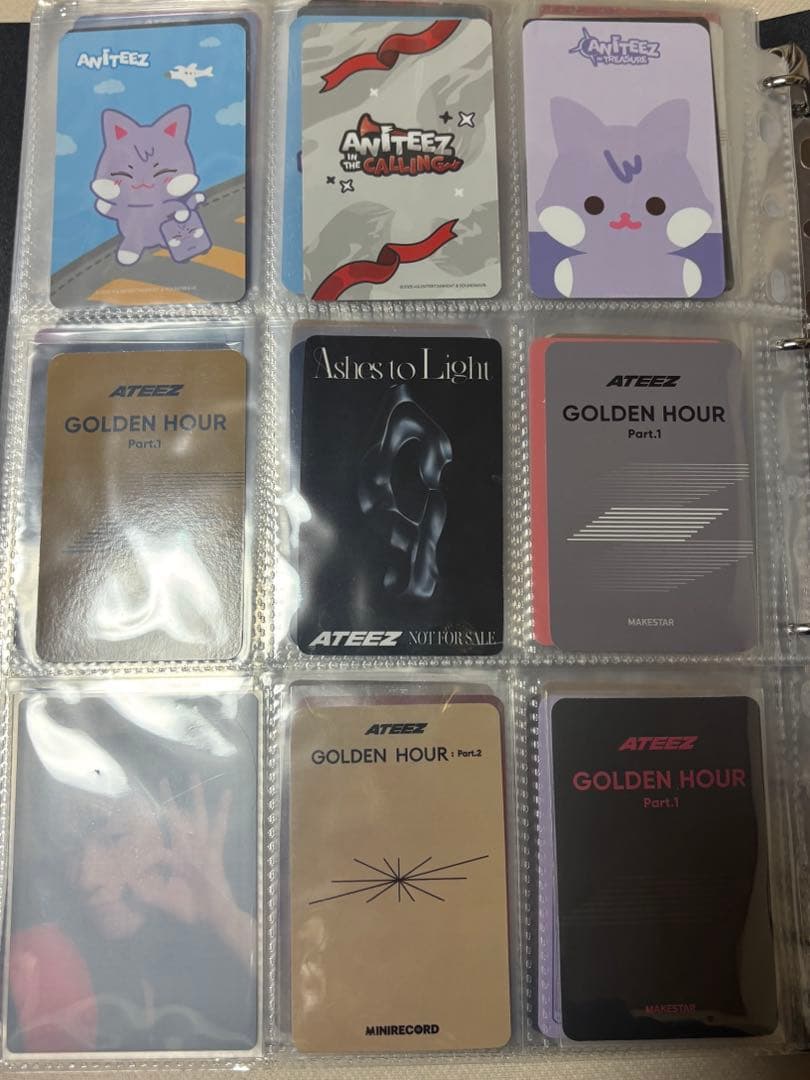 ANITEEZ
ANITEEZ
IN THE CALLING
ANITEEZ
IN TREASURE
W
ATEEZ
GOLDEN HOUR
Part.1
Ashes to Light
ATEEZ NOT FOR SALE
ATEEZ
GOLDEN HOUR
Part.1
MAKESTAR
ATEEZ
GOLDEN HOUR : Part.2
MINIRECORD
ATEEZ
GOLDEN HOUR
Part.1
MAKESTAR